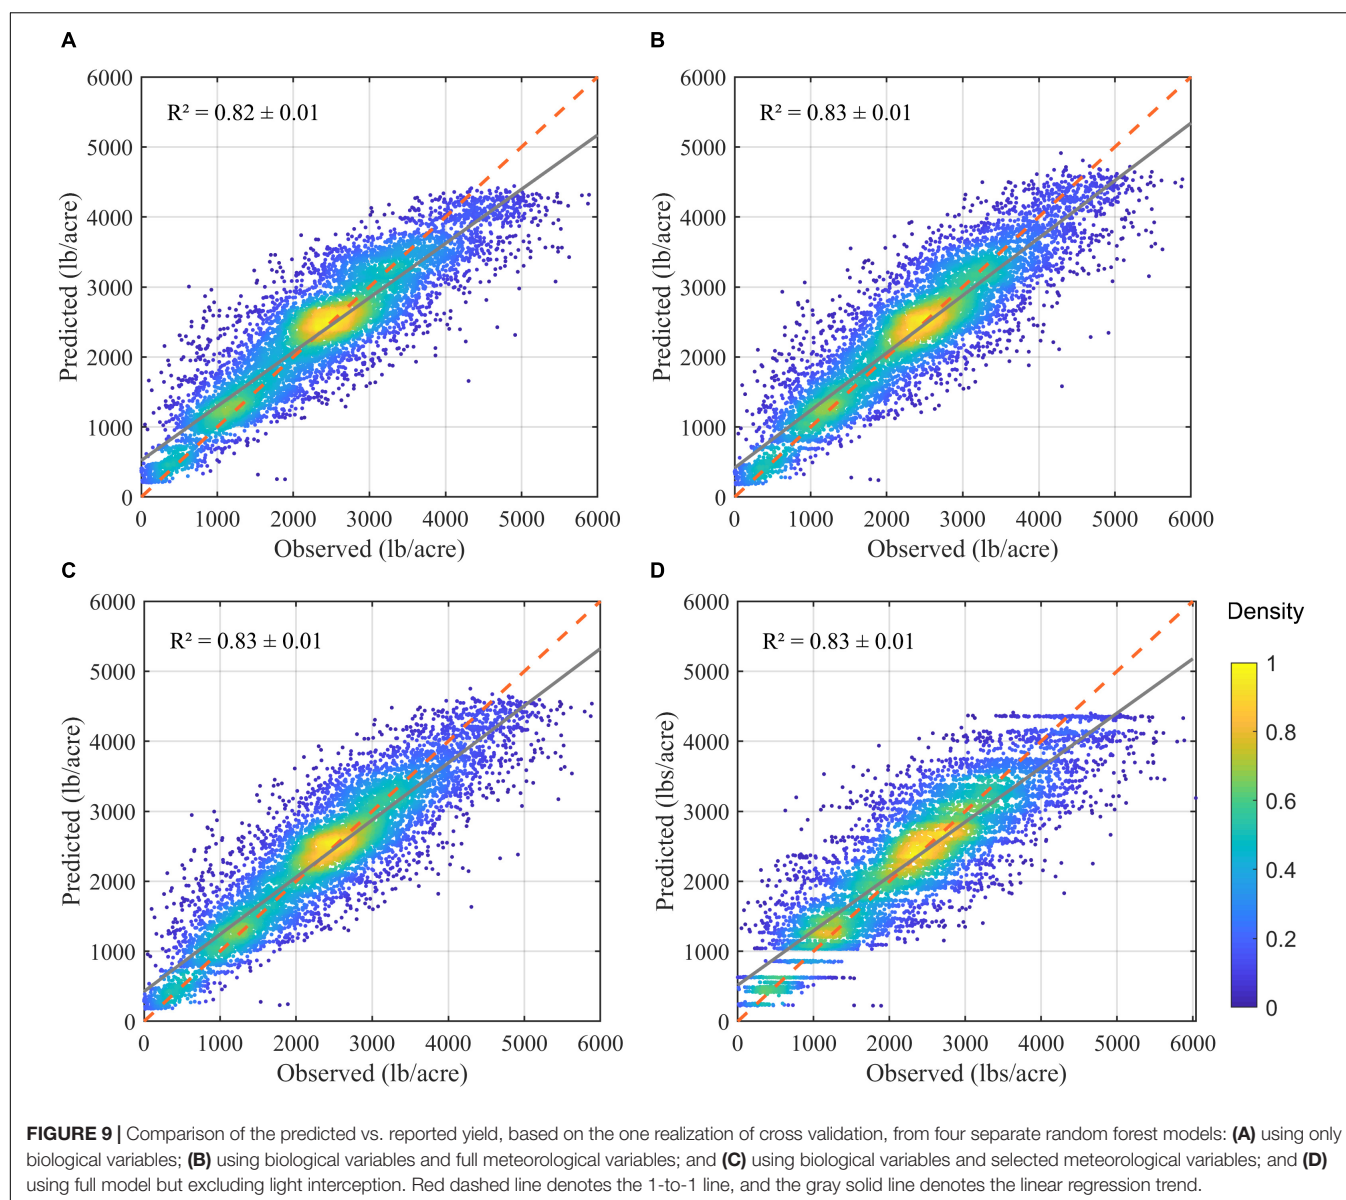 A
6000
5000
4000
3000
2000
1000
0
Predicted (lb/acre)
R² = 0.82 ± 0.01
0 1000 2000 3000 4000 5000 6000
Observed (lb/acre)
B
6000
5000
4000
3000
2000
1000
0
Predicted (lb/acre)
R² = 0.83 ± 0.01
0 1000 2000 3000 4000 5000 6000
Observed (lb/acre)
C
6000
5000
4000
3000
2000
1000
0
Predicted (lb/acre)
R² = 0.83 ± 0.01
0 1000 2000 3000 4000 5000 6000
Observed (lb/acre)
D
6000
5000
4000
3000
2000
1000
0
Predicted (lbs/acre)
R² = 0.83 ± 0.01
0 1000 2000 3000 4000 5000 6000
Observed (lbs/acre)
Density
1
0.8
0.6
0.4
0.2
0
FIGURE 9 | Comparison of the predicted vs. reported yield, based on the one realization of cross validation, from four separate random forest models: (A) using only
biological variables; (B) using biological variables and full meteorological variables; and (C) using biological variables and selected meteorological variables; and (D)
using full model but excluding light interception. Red dashed line denotes the 1-to-1 line, and the gray solid line denotes the linear regression trend.